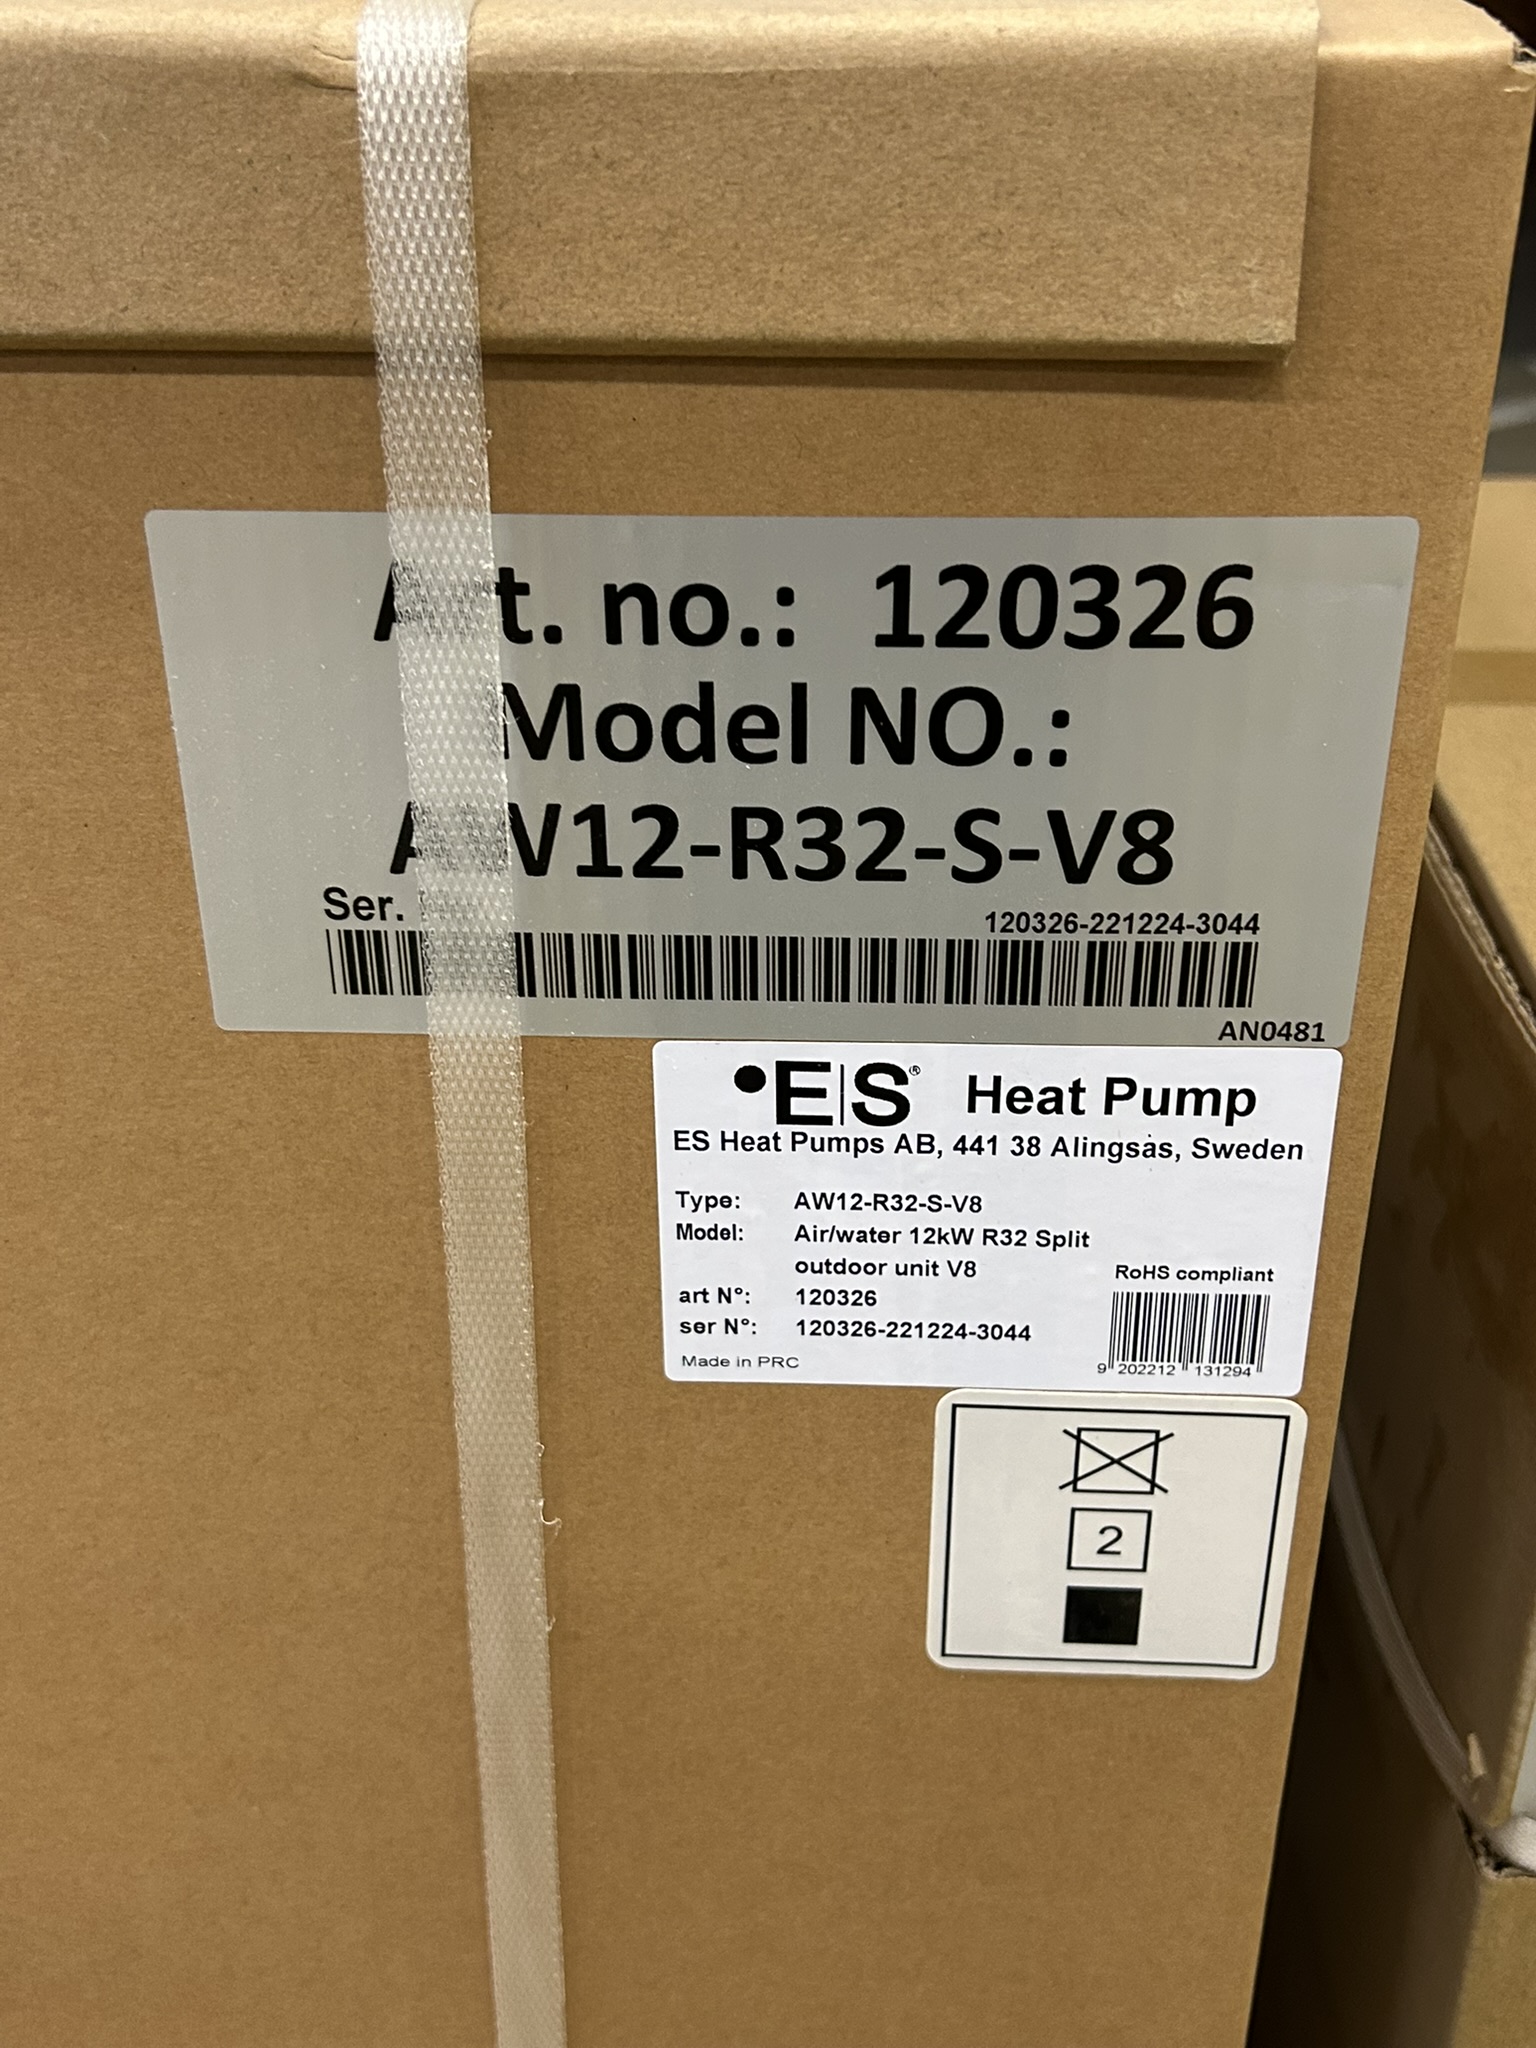 Art. no.: 120326
Model NO.:
AW12-R32-S-V8
Ser.
120326-221224-3044
AN0481
E|S® Heat Pump
ES Heat Pumps AB, 441 38 Alingsås, Sweden
Type: AW12-R32-S-V8
Model: Air/water 12kW R32 Split
outdoor unit V8
RoHS compliant
art N°: 120326
ser N°: 120326-221224-3044
Made in PRC
9 202212 131294
2